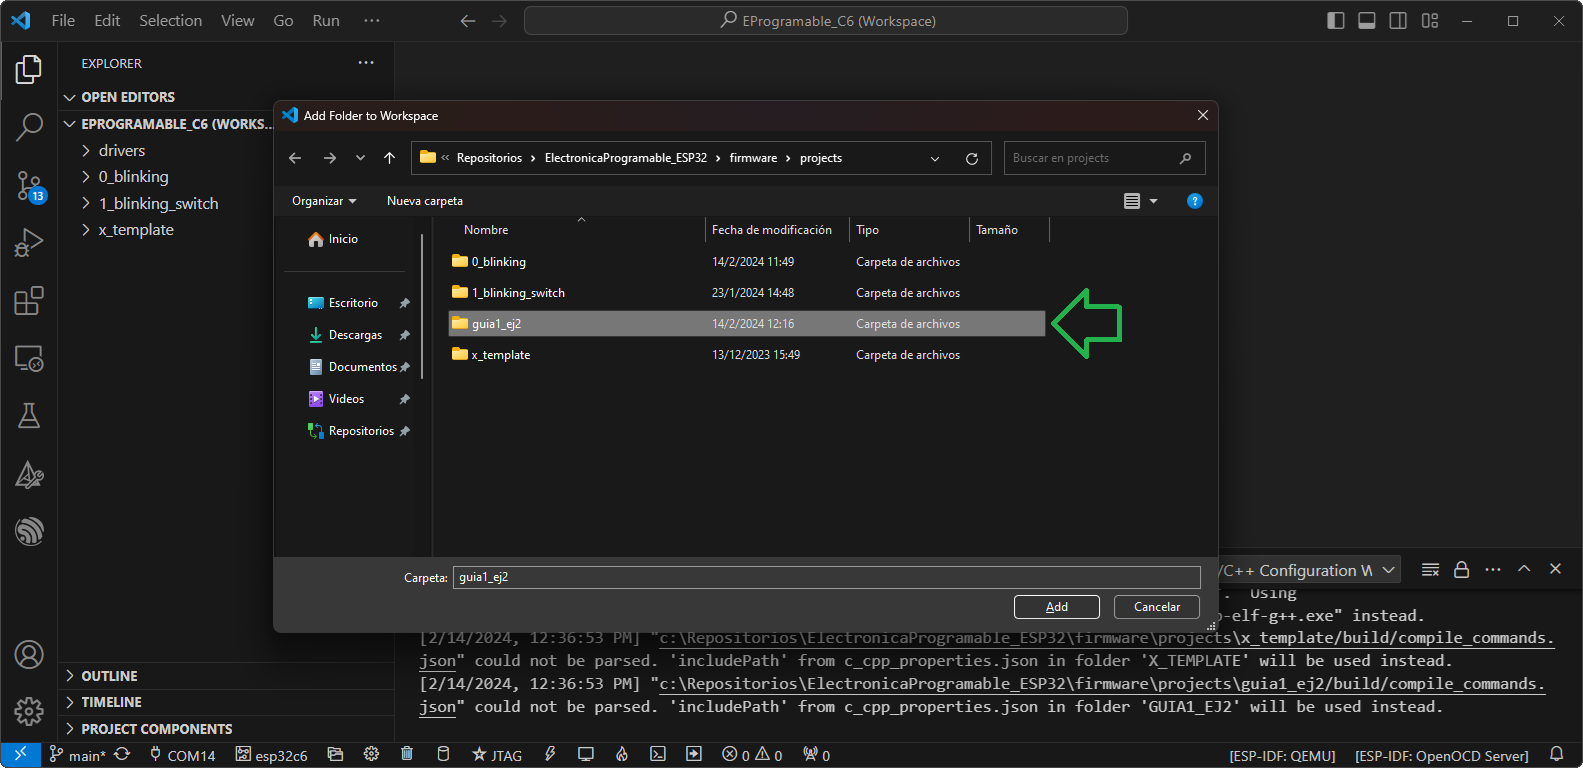 File Edit Selection View Go Run ···
EProgramable_C6 (Workspace)
EXPLORER
OPEN EDITORS
EPROGRAMABLE_C6 (WORKS...
drivers
0_blinking
1_blinking_switch
x_template
13
OUTLINE
TIMELINE
PROJECT COMPONENTS
Add Folder to Workspace
« Repositorios › ElectronicaProgramable_ESP32 › firmware › projects
Buscar en projects
Organizar Nueva carpeta
?
Inicio
Escritorio
Descargas
Documentos
Videos
Repositorios
Nombre Fecha de modificación Tipo Tamaño
0_blinking 14/2/2024 11:49 Carpeta de archivos
1_blinking_switch 23/1/2024 14:48 Carpeta de archivos
guia1_ej2 14/2/2024 12:16 Carpeta de archivos
x_template 13/12/2023 15:49 Carpeta de archivos
Carpeta: guia1_ej2
Add Cancelar
/C++ Configuration W
. Using
-elf-g++.exe" instead.
[2/14/2024, 12:36:53 PM] "c:\Repositorios\ElectronicaProgramable_ESP32\firmware\projects\x_template/build/compile_commands.
json" could not be parsed. 'includePath' from c_cpp_properties.json in folder 'X_TEMPLATE' will be used instead.
[2/14/2024, 12:36:53 PM] "c:\Repositorios\ElectronicaProgramable_ESP32\firmware\projects\guia1_ej2/build/compile_commands.
json" could not be parsed. 'includePath' from c_cpp_properties.json in folder 'GUIA1_EJ2' will be used instead.
main* COM14 esp32c6 JTAG 0 0 0 [ESP-IDF: QEMU] [ESP-IDF: OpenOCD Server]